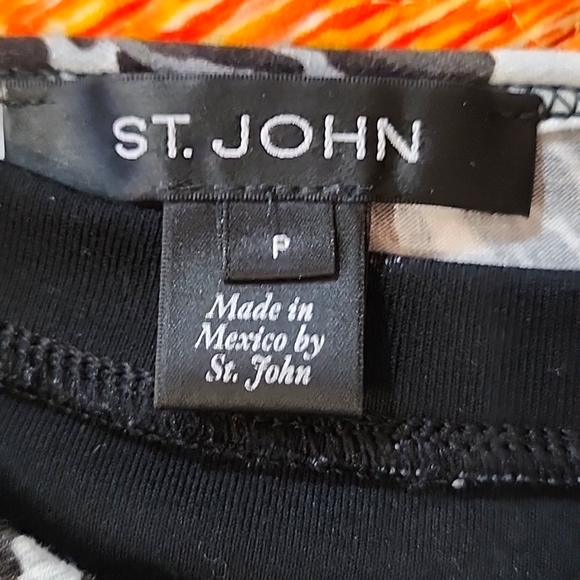 ST. JOHN
P
Made in
Mexico by
St. John